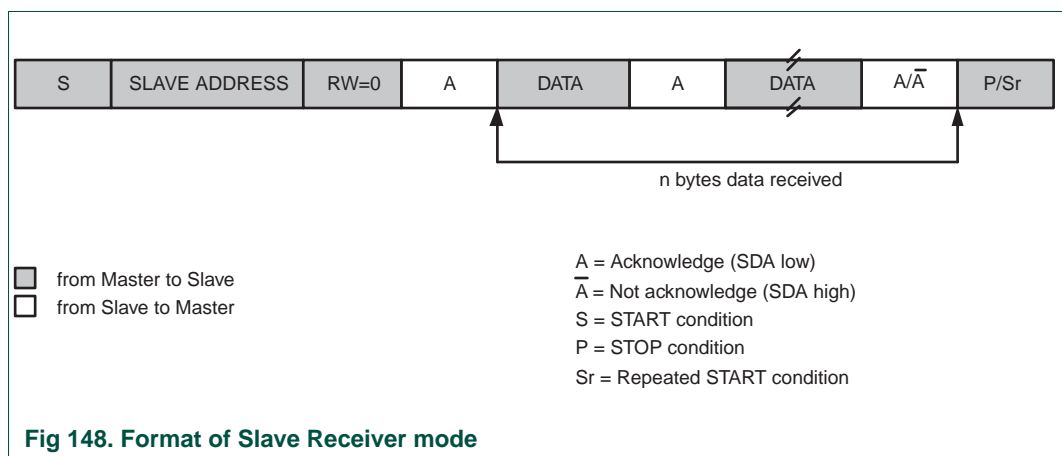 S SLAVE ADDRESS RW=0 A DATA A DATA A/A̅ P/Sr
n bytes data received
from Master to Slave
from Slave to Master
A = Acknowledge (SDA low)
A̅ = Not acknowledge (SDA high)
S = START condition
P = STOP condition
Sr = Repeated START condition
Fig 148. Format of Slave Receiver mode